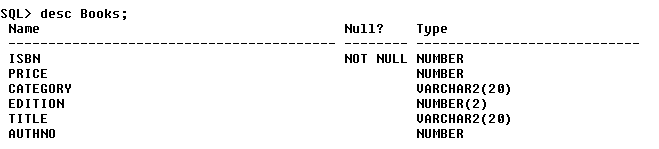 SQL> desc Books;
 Name                                      Null?    Type
 ----------------------------------------- -------- ----------------------------
 ISBN                                      NOT NULL NUMBER
 PRICE                                              NUMBER
 CATEGORY                                           VARCHAR2(20)
 EDITION                                            NUMBER(2)
 TITLE                                              VARCHAR2(20)
 AUTHNO                                             NUMBER